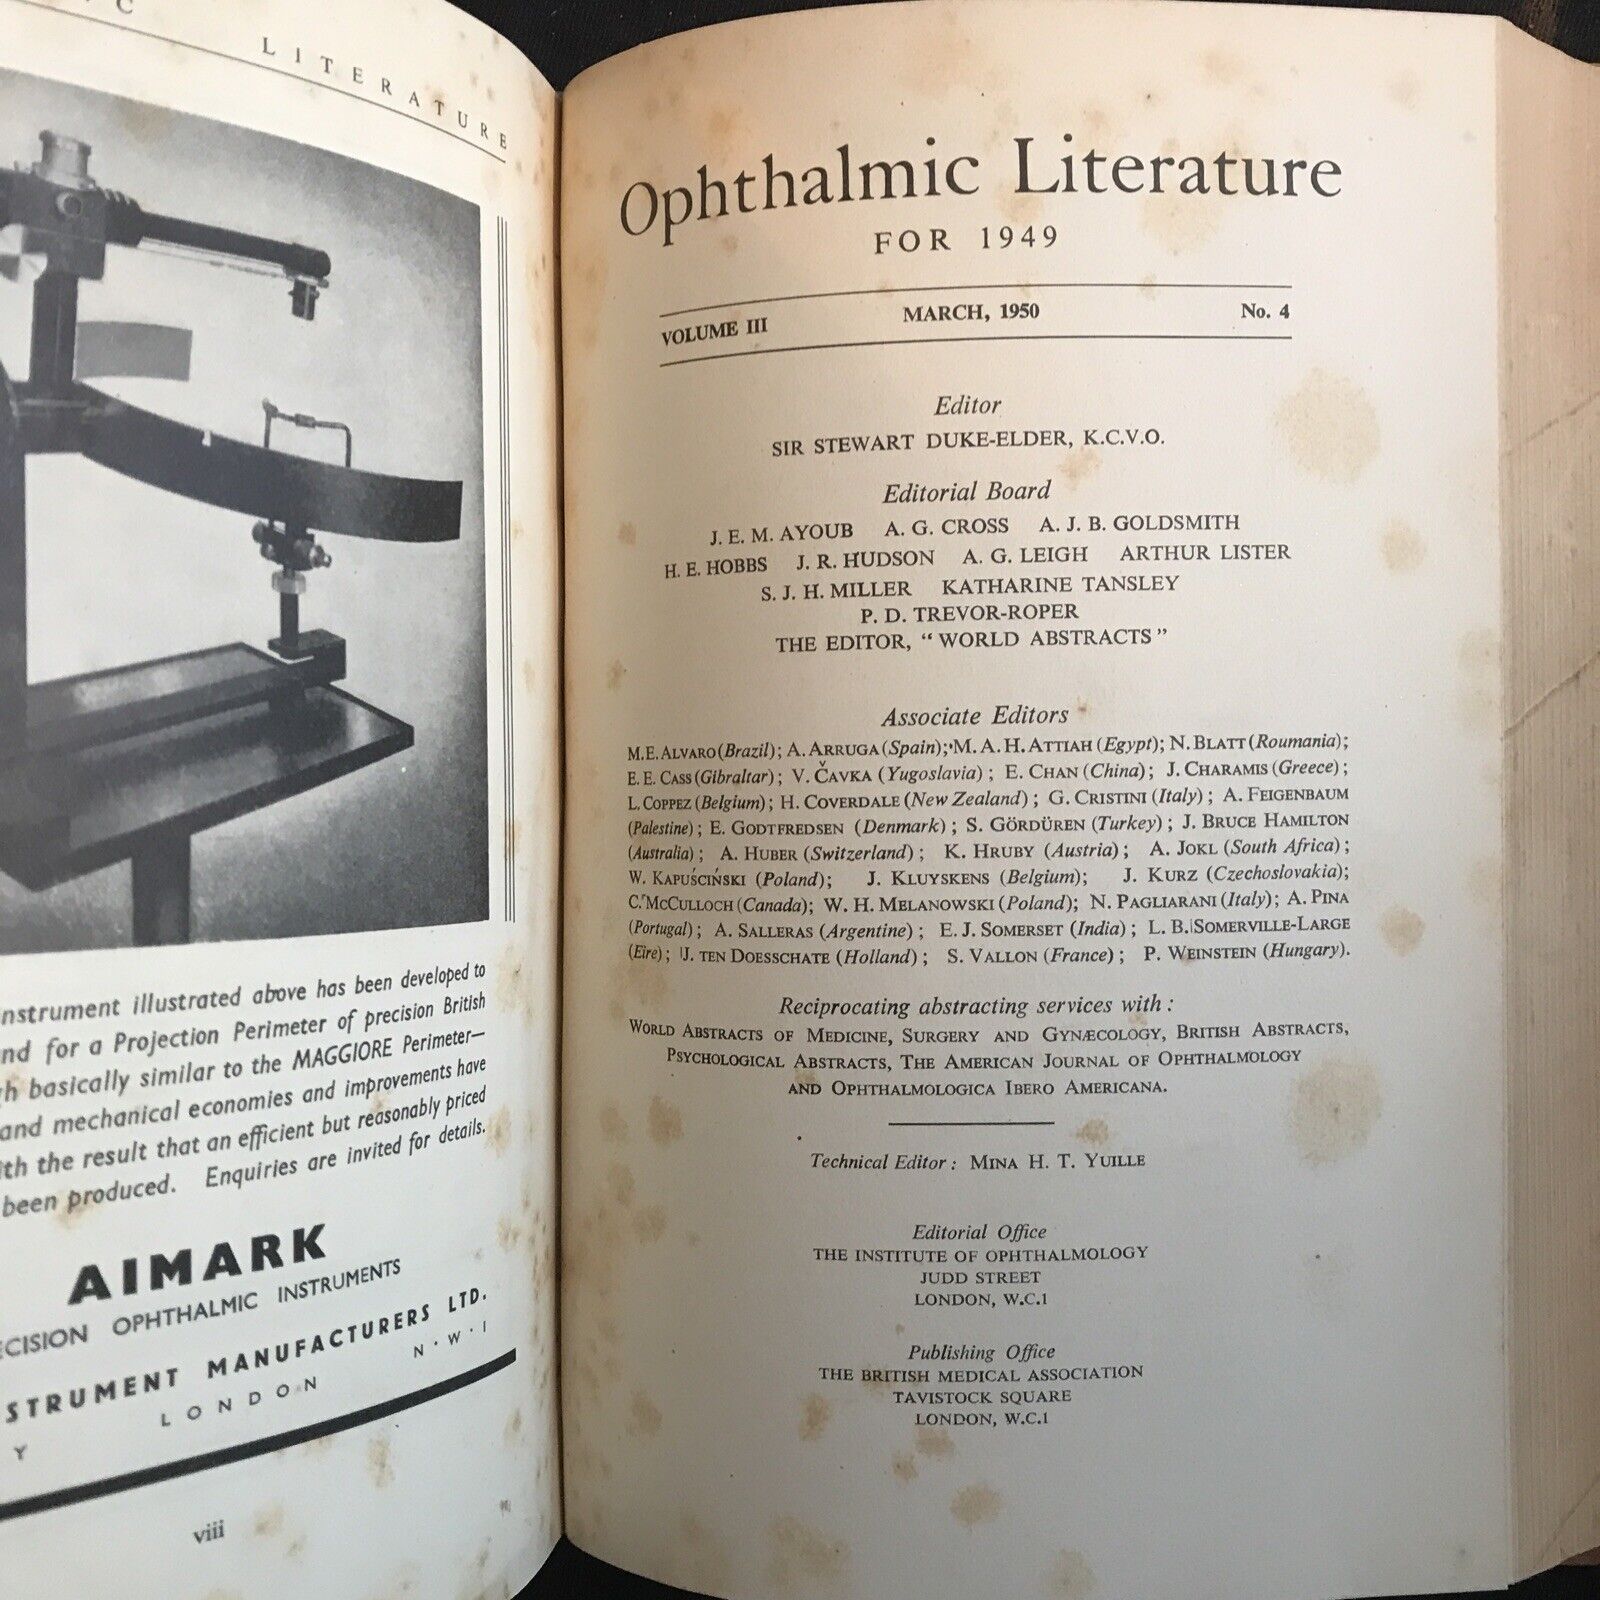 LITERATURE
nstrument illustrated above has been developed to
nd for a Projection Perimeter of precision British
h basically similar to the MAGGIORE Perimeter—
and mechanical economies and improvements have
ith the result that an efficient but reasonably priced
been produced. Enquiries are invited for details.
AIMARK
ECISION OPHTHALMIC INSTRUMENTS
STRUMENT MANUFACTURERS LTD.
Y LONDON N·W·1
viii
Ophthalmic Literature
FOR 1949
VOLUME III MARCH, 1950 No. 4
Editor
SIR STEWART DUKE-ELDER, K.C.V.O.
Editorial Board
J. E. M. AYOUB A. G. CROSS A. J. B. GOLDSMITH
H. E. HOBBS J. R. HUDSON A. G. LEIGH ARTHUR LISTER
S. J. H. MILLER KATHARINE TANSLEY
P. D. TREVOR-ROPER
THE EDITOR, “WORLD ABSTRACTS”
Associate Editors
M. E. ALVARO (Brazil); A. ARRUGA (Spain); M. A. H. ATTIAH (Egypt); N. BLATT (Roumania);
E. E. CASS (Gibraltar); V. ČAVKA (Yugoslavia); E. CHAN (China); J. CHARAMIS (Greece);
L. COPPEZ (Belgium); H. COVERDALE (New Zealand); G. CRISTINI (Italy); A. FEIGENBAUM
(Palestine); E. GODTFREDSEN (Denmark); S. GÖRDÜREN (Turkey); J. BRUCE HAMILTON
(Australia); A. HUBER (Switzerland); K. HRUBY (Austria); A. JOKL (South Africa);
W. KAPUŚCIŃSKI (Poland); J. KLUYSKENS (Belgium); J. KURZ (Czechoslovakia);
C. MCCULLOCH (Canada); W. H. MELANOWSKI (Poland); N. PAGLIARANI (Italy); A. PINA
(Portugal); A. SALLERAS (Argentine); E. J. SOMERSET (India); L. B. SOMERVILLE-LARGE
(Eire); J. TEN DOESSCHATE (Holland); S. VALLON (France); P. WEINSTEIN (Hungary).
Reciprocating abstracting services with:
WORLD ABSTRACTS OF MEDICINE, SURGERY AND GYNÆCOLOGY, BRITISH ABSTRACTS,
PSYCHOLOGICAL ABSTRACTS, THE AMERICAN JOURNAL OF OPHTHALMOLOGY
AND OPHTHALMOLOGICA IBERO AMERICANA.
Technical Editor: MINA H. T. YUILLE
Editorial Office
THE INSTITUTE OF OPHTHALMOLOGY
JUDD STREET
LONDON, W.C.1
Publishing Office
THE BRITISH MEDICAL ASSOCIATION
TAVISTOCK SQUARE
LONDON, W.C.1